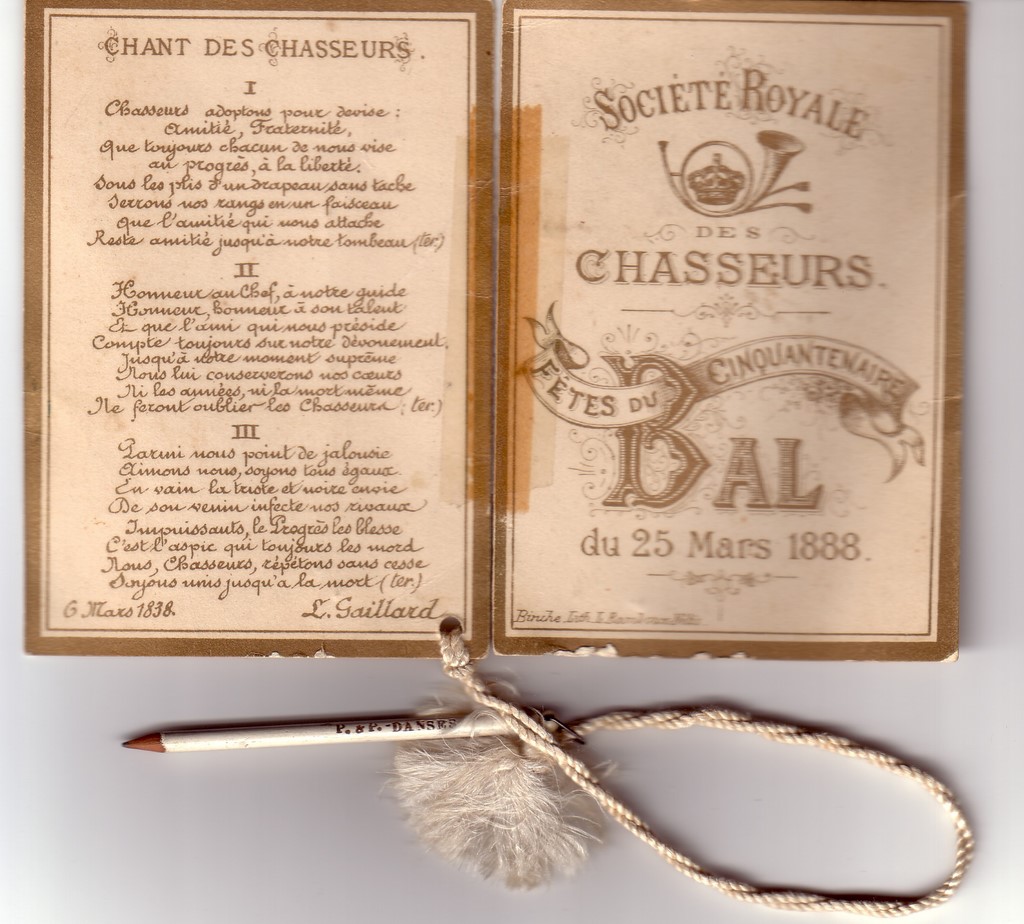 CHANT DES CHASSEURS.
I
Chasseurs adoptons pour devise :
Amitié, Fraternité,
Que toujours chacun de nous vise
au progrès, à la liberté.
Sous les plis d'un drapeau sans tache
Serrons nos rangs en un faisceau
Que l'amitié qui nous attache
Reste amitié jusqu'à notre tombeau (ter.)
II
Honneur au Chef, à notre guide
Honneur, honneur à son talent
Et que l'ami qui nous préside
Compte toujours sur notre dévouement.
Jusqu'à notre moment suprême
Nous lui conserverons nos cœurs
Ni les années, ni la mort même
Ne feront oublier les Chasseurs (ter.)
III
Parmi nous point de jalousie
Aimons nous, soyons tous égaux.
En vain la triste et noire envie
De son venin infecte nos rivaux
Impuissants, le Progrès les blesse
C'est l'aspic qui toujours les mord
Nous, Chasseurs, répétons sans cesse
Soyons unis jusqu'à la mort (ter.)
6 Mars 1838. L. Gaillard
SOCIÉTÉ ROYALE
DES
CHASSEURS.
FÊTES DU CINQUANTENAIRE
BAL
du 25 Mars 1888.
Binche. Lith.
P. & P. - DANSES